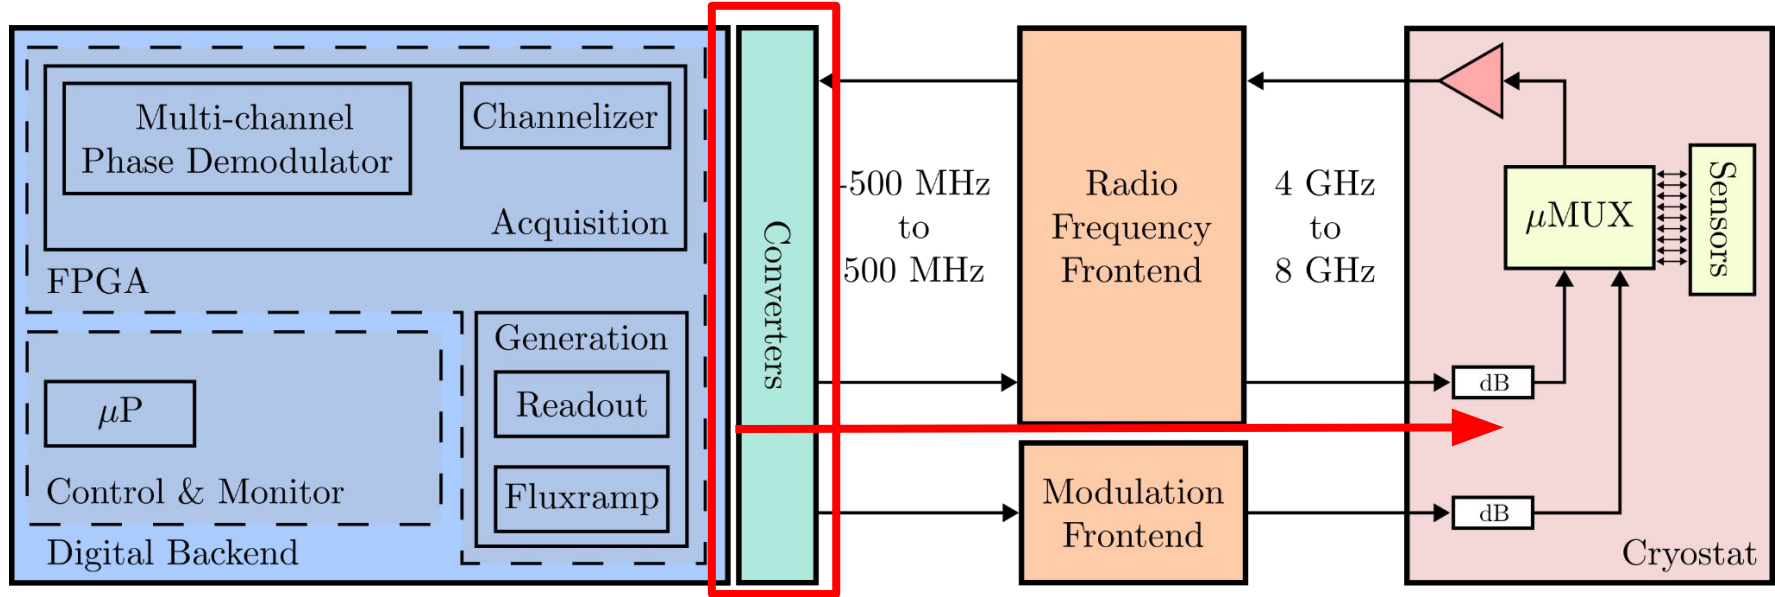 Multi-channel
Phase Demodulator
Channelizer
Acquisition
FPGA
Generation
Readout
Fluxramp
μP
Control & Monitor
Digital Backend
Converters
-500 MHz
to
500 MHz
Radio
Frequency
Frontend
Modulation
Frontend
4 GHz
to
8 GHz
μMUX
Sensors
dB
dB
Cryostat